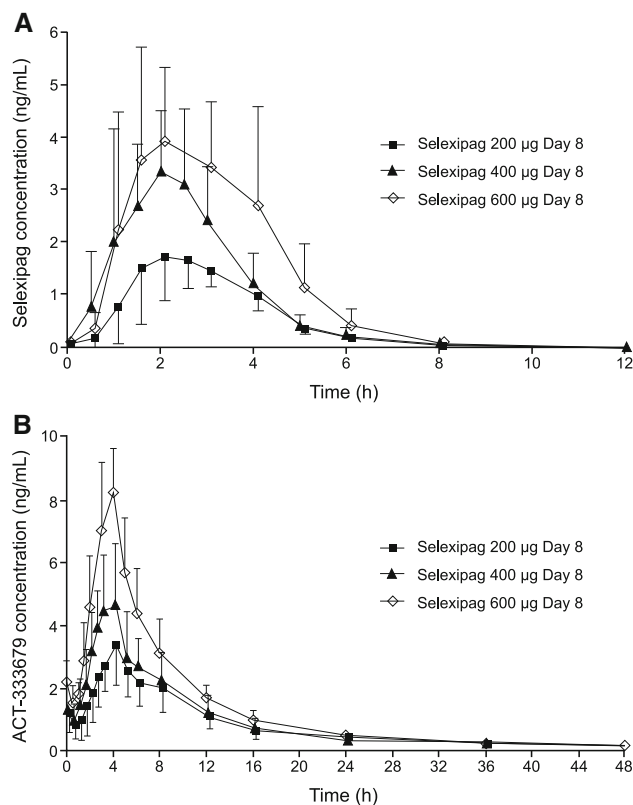 A
Selexipag concentration (ng/mL)
6
5
4
3
2
1
0
0 2 4 6 8 10 12
Time (h)
Selexipag 200 µg Day 8
Selexipag 400 µg Day 8
Selexipag 600 µg Day 8
B
ACT-333679 concentration (ng/mL)
10
8
6
4
2
0
0 4 8 12 16 20 24 28 32 36 40 44 48
Time (h)
Selexipag 200 µg Day 8
Selexipag 400 µg Day 8
Selexipag 600 µg Day 8